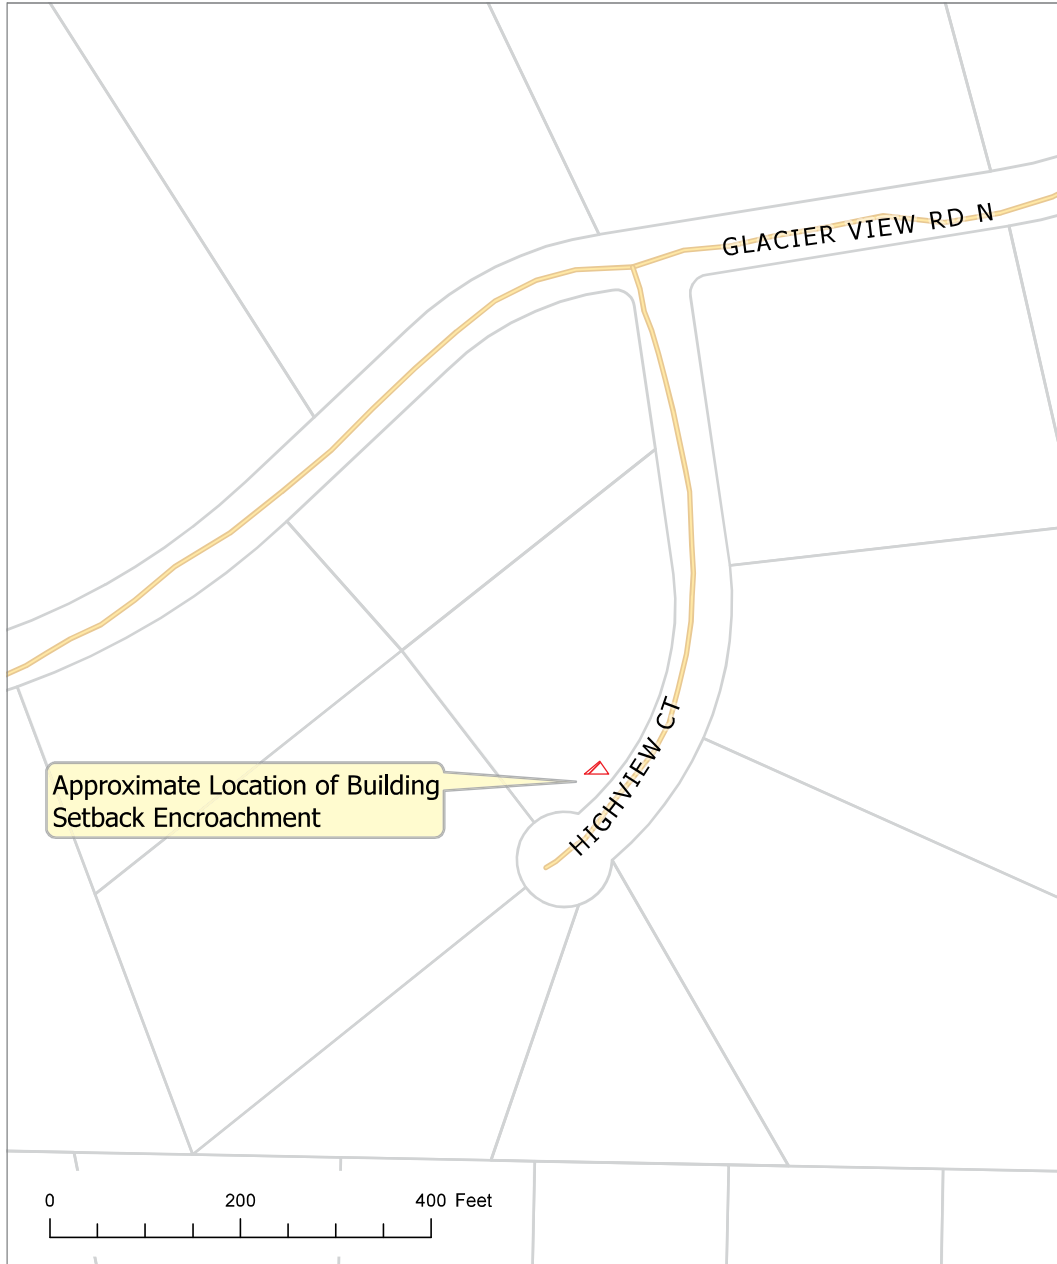 GLACIER VIEW RD N
HIGHVIEW CT
Approximate Location of Building
Setback Encroachment
0 200 400 Feet